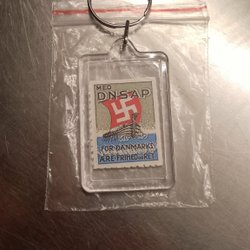 MED
DNSAP
FOR DANMARKS
ÆRE FRIHED OG RET